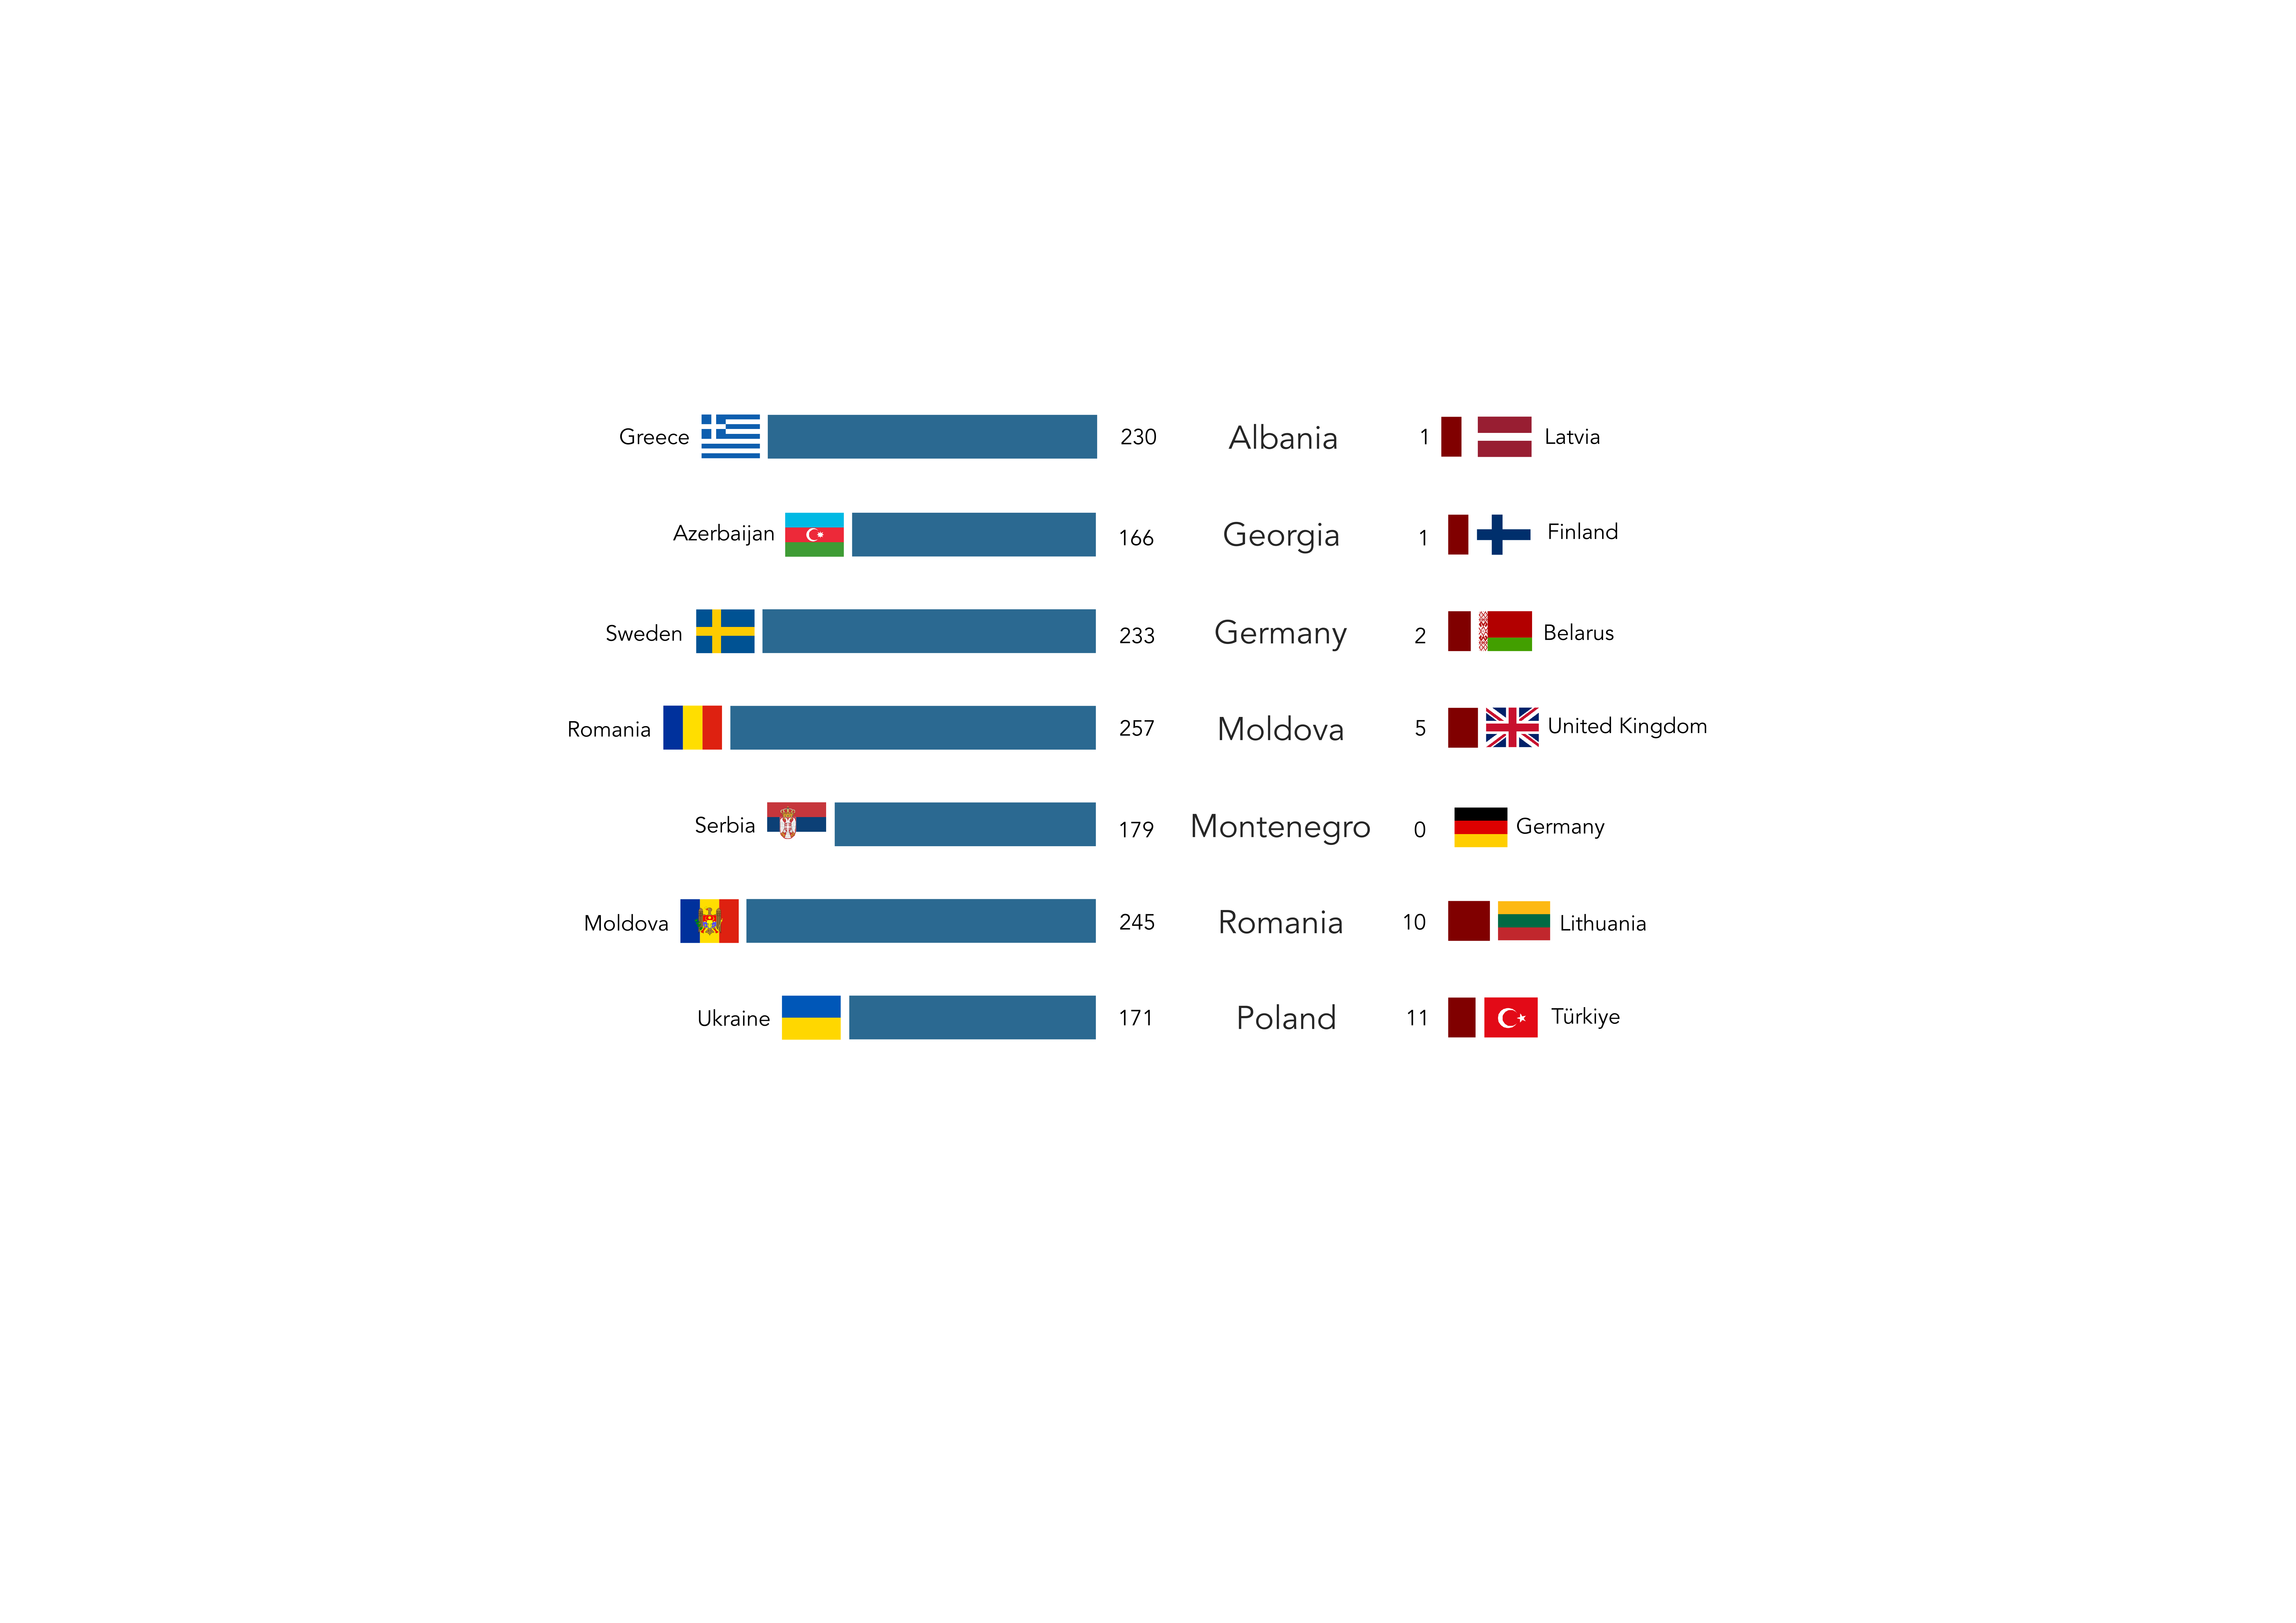 Greece 230 Albania 1 Latvia
Azerbaijan 166 Georgia 1 Finland
Sweden 233 Germany 2 Belarus
Romania 257 Moldova 5 United Kingdom
Serbia 179 Montenegro 0 Germany
Moldova 245 Romania 10 Lithuania
Ukraine 171 Poland 11 Türkiye